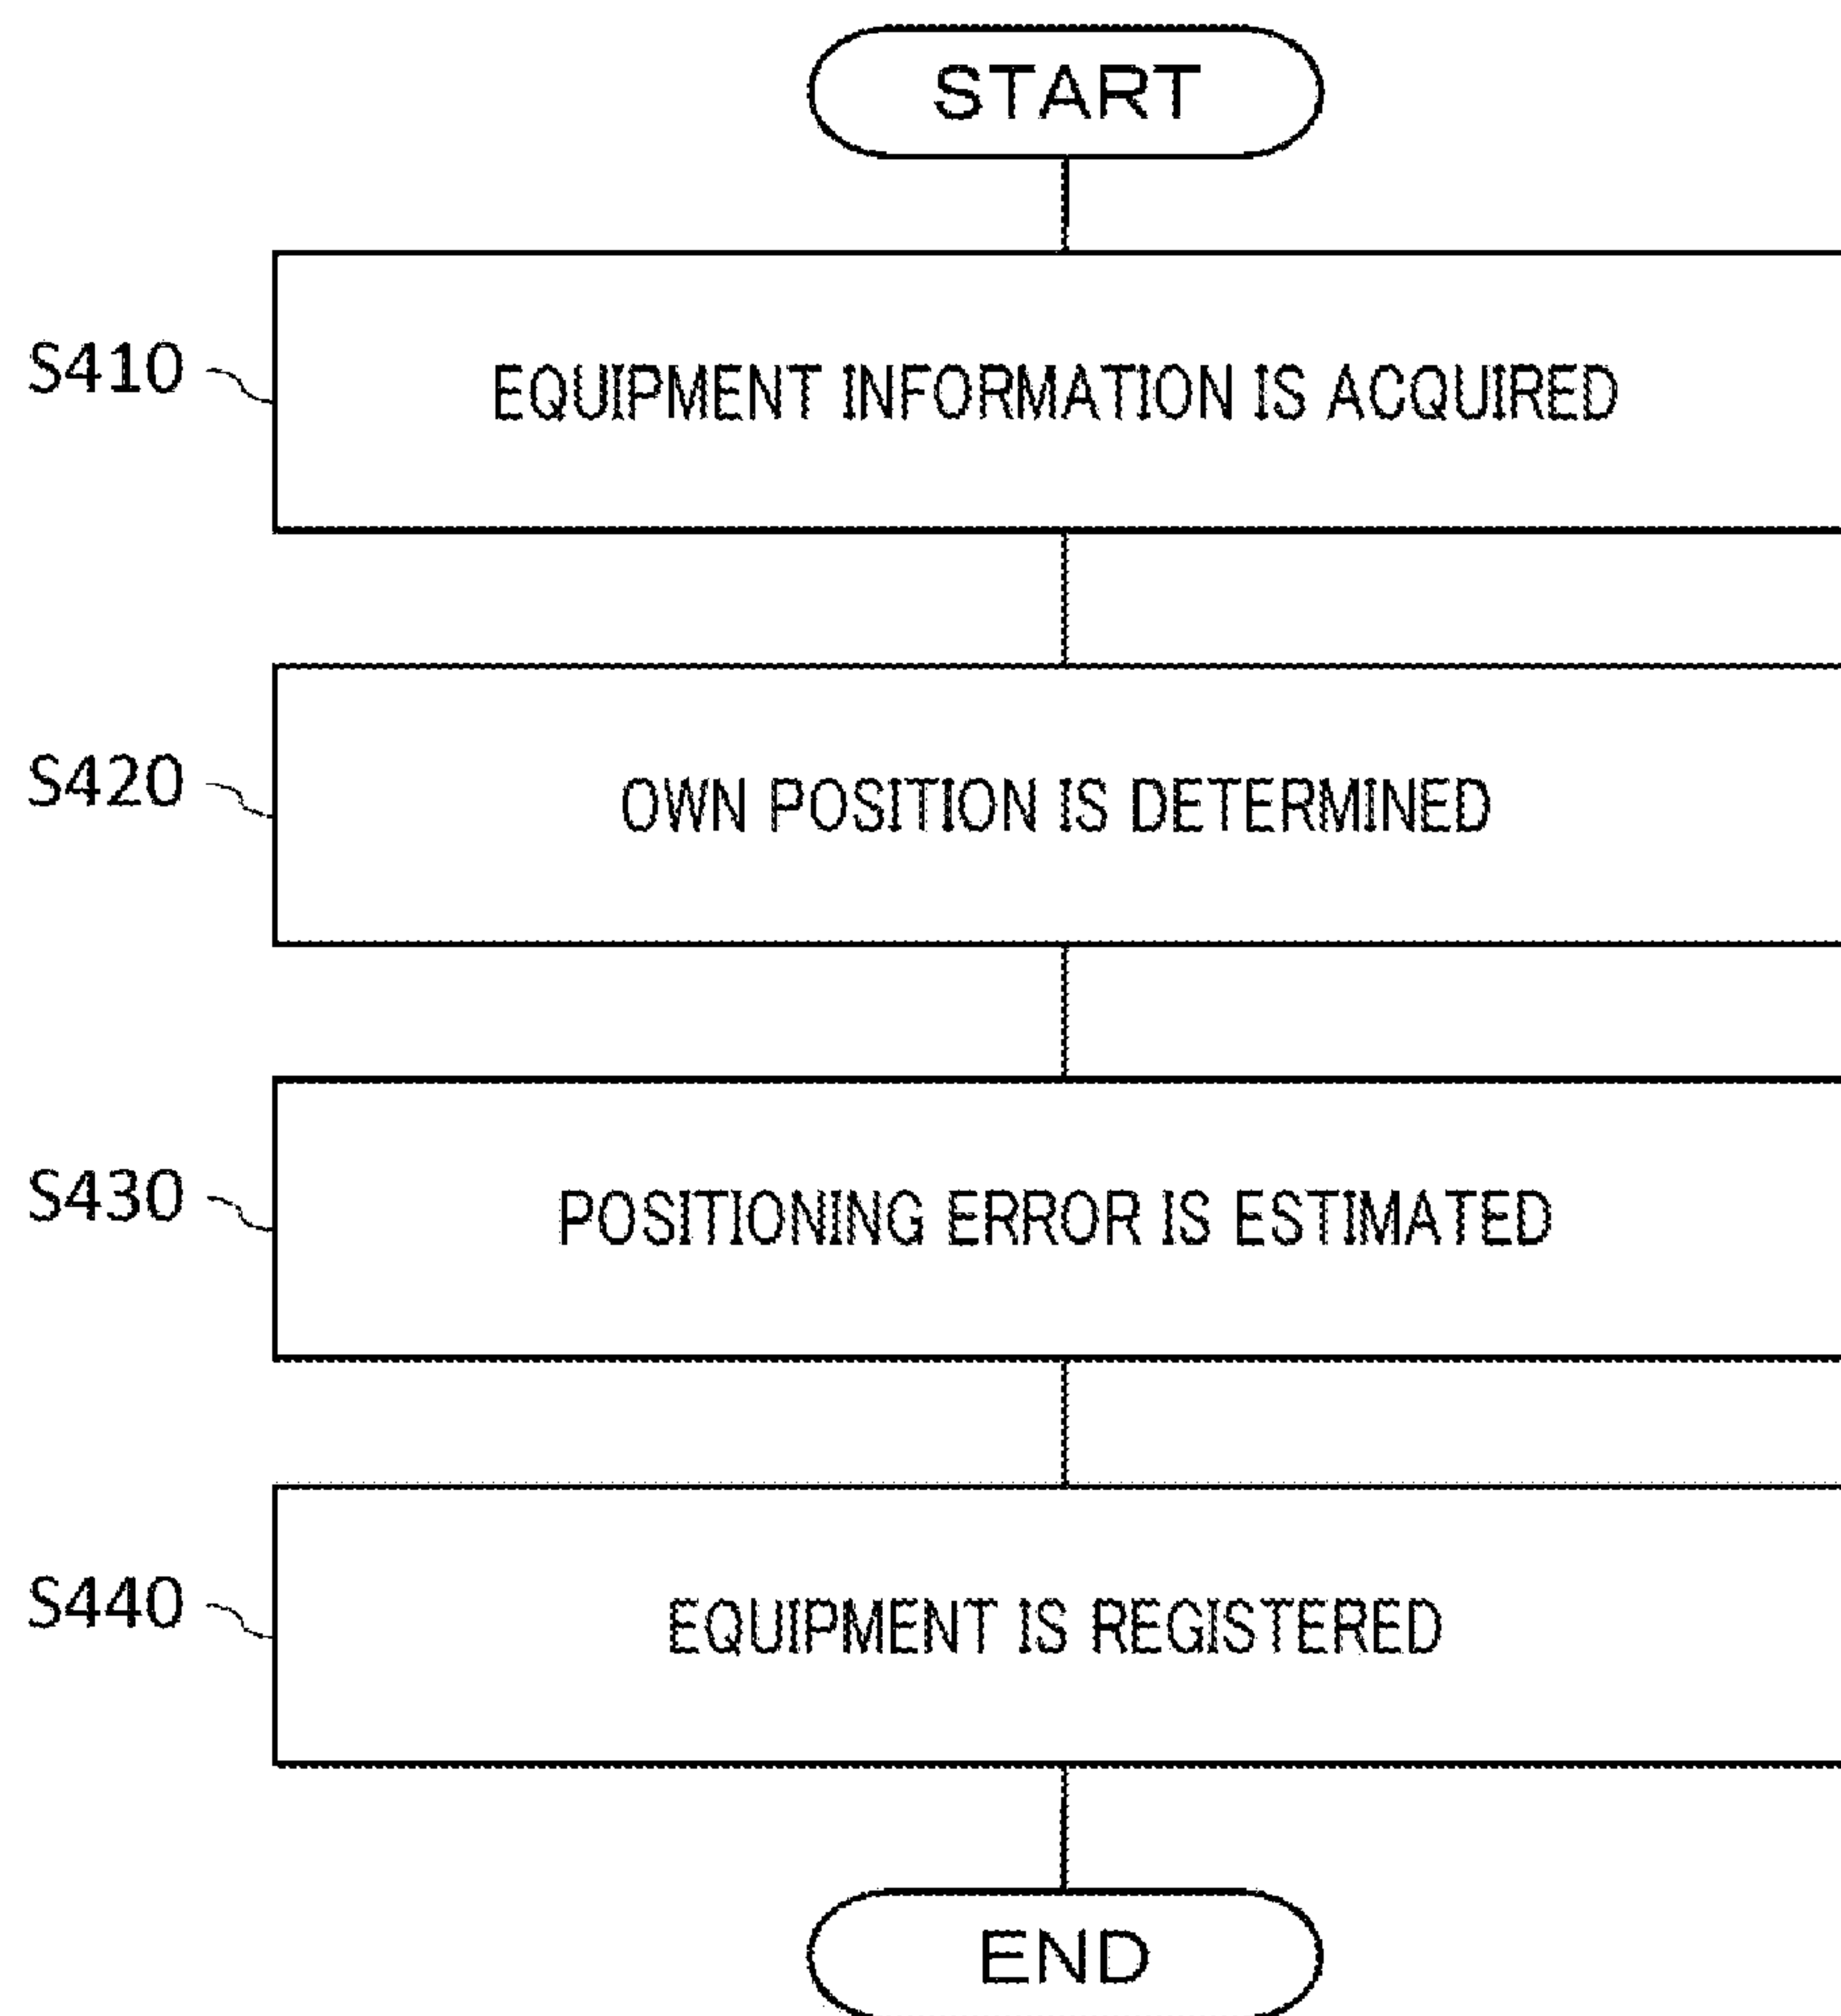 START
S410
EQUIPMENT INFORMATION IS ACQUIRED
S420
OWN POSITION IS DETERMINED
S430
POSITIONING ERROR IS ESTIMATED
S440
EQUIPMENT IS REGISTERED
END